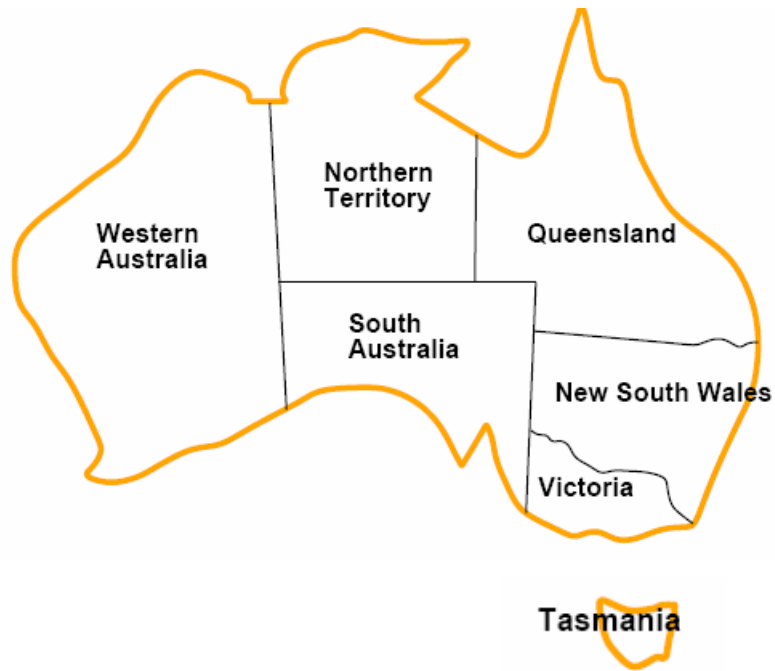 Northern
Territory
Western
Australia
Queensland
South
Australia
New South Wales
Victoria
Tasmania